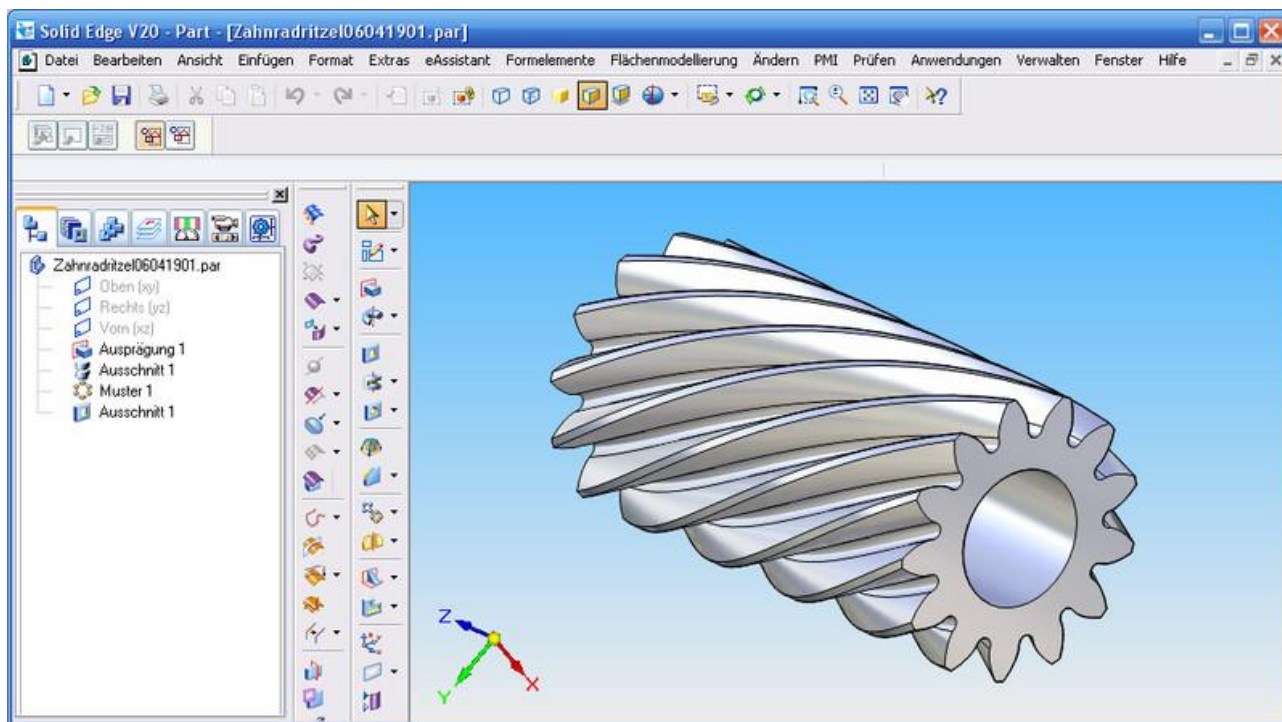 Solid Edge V20 - Part - [Zahnradritzel06041901.par]
Datei Bearbeiten Ansicht Einfügen Format Extras eAssistant Formelemente Flächenmodellierung Ändern PMI Prüfen Anwendungen Verwalten Fenster Hilfe
Zahnradritzel06041901.par
Oben (xy)
Rechts (yz)
Vorn (xz)
Ausprägung 1
Ausschnitt 1
Muster 1
Ausschnitt 1
Z
Y
X